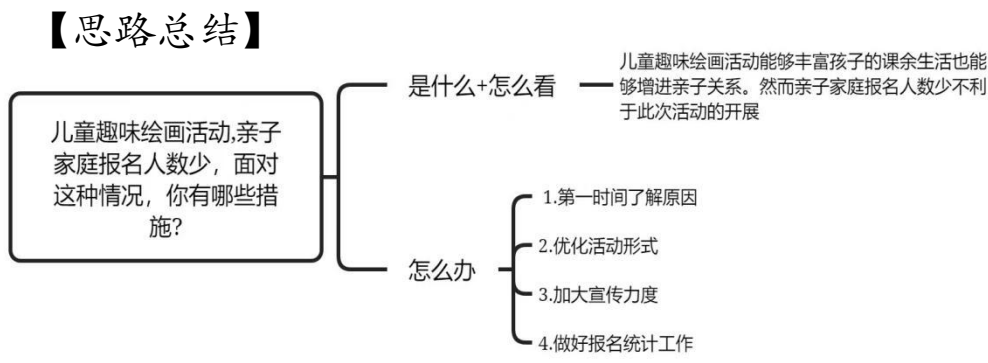 【思路总结】
儿童趣味绘画活动,亲子
家庭报名人数少，面对
这种情况，你有哪些措
施?
是什么+怎么看
儿童趣味绘画活动能够丰富孩子的课余生活也能
够增进亲子关系。然而亲子家庭报名人数少不利
于此次活动的开展
怎么办
1.第一时间了解原因
2.优化活动形式
3.加大宣传力度
4.做好报名统计工作